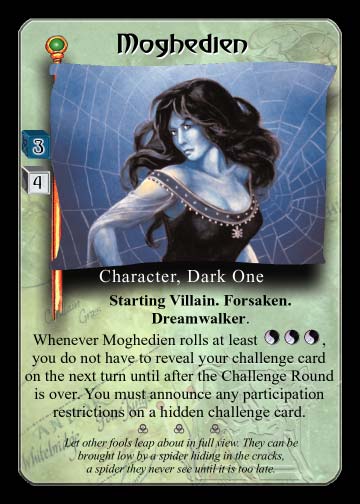 Moghedien
3
4
Character, Dark One
Starting Villain. Forsaken.
Dreamwalker.
Whenever Moghedien rolls at least ☯ ☯ ☯,
you do not have to reveal your challenge card
on the next turn until after the Challenge Round
is over. You must announce any participation
restrictions on a hidden challenge card.
Let other fools leap about in full view. They can be
brought low by a spider hiding in the cracks,
a spider they never see until it is too late.